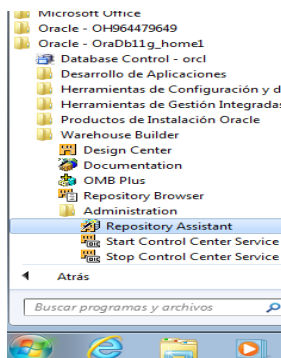 Microsoft Office
Oracle - OH964479649
Oracle - OraDb11g_home1
Database Control - orcl
Desarrollo de Aplicaciones
Herramientas de Configuración y d
Herramientas de Gestión Integradas
Productos de Instalación Oracle
Warehouse Builder
Design Center
Documentation
OMB Plus
Repository Browser
Administration
Repository Assistant
Start Control Center Service
Stop Control Center Service
Atrás
Buscar programas y archivos